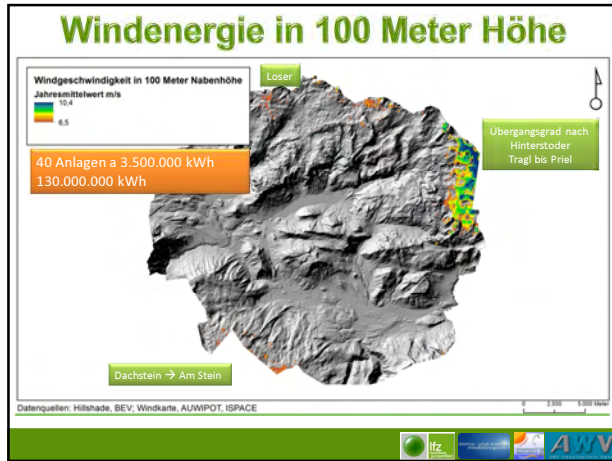 Windenergie in 100 Meter Höhe
Windgeschwindigkeit in 100 Meter Nabenhöhe
Jahresmittelwert m/s
10,4
6,5
Loser
40 Anlagen a 3.500.000 kWh
130.000.000 kWh
Übergangsgrad nach
Hinterstoder
Tragl bis Priel
Dachstein → Am Stein
Datenquellen: Hillshade, BEV; Windkarte, AUWIPOT, ISPACE
0 2.500 5.000 Meter
lfz
AWV